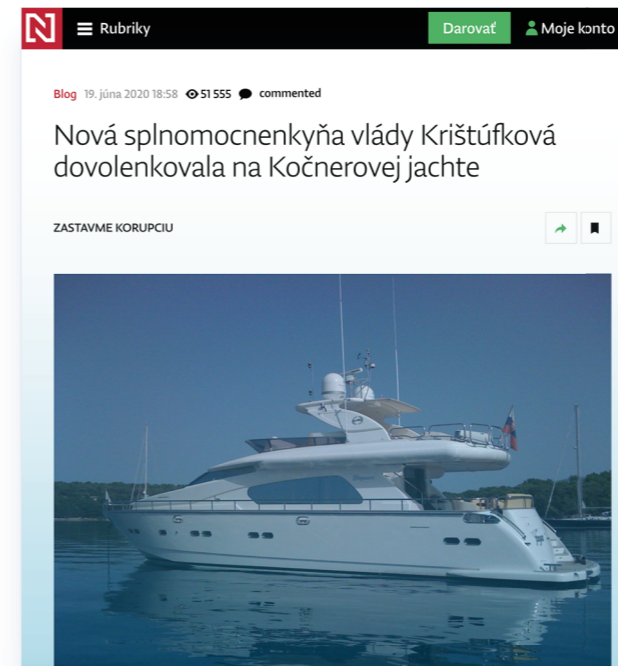 N
Rubriky
Darovať
Moje konto
Blog 19. júna 2020 18:58 51 555 commented
Nová splnomocnenkyňa vlády Krištúfková
dovolenkovala na Kočnerovej jachte
ZASTAVME KORUPCIU